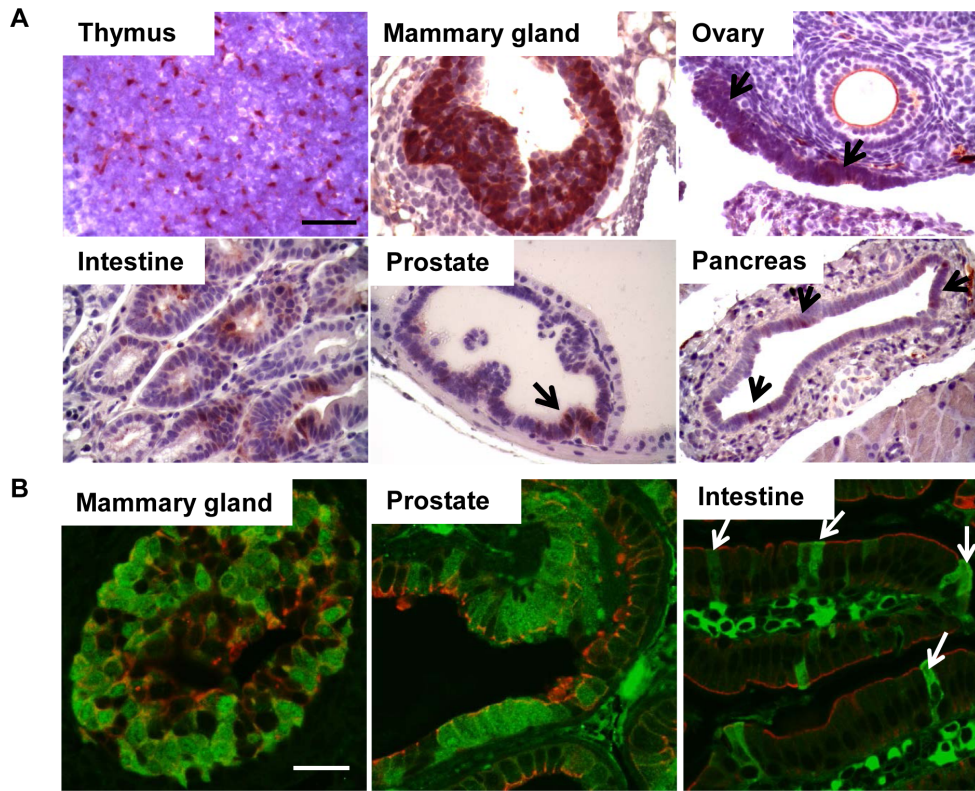 A
Thymus
Mammary gland
Ovary
Intestine
Prostate
Pancreas
B
Mammary gland
Prostate
Intestine